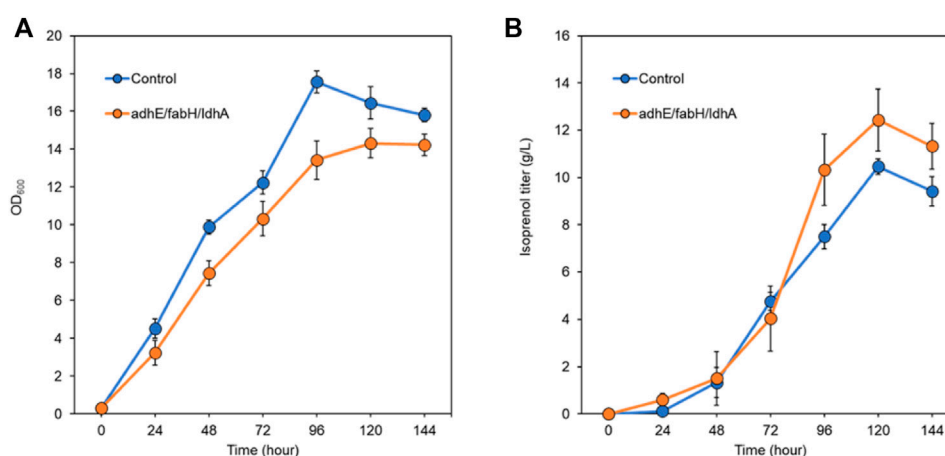 A
20
18
16
14
12
10
8
6
4
2
0
OD600
Control
adhE/fabH/ldhA
0 24 48 72 96 120 144
Time (hour)
B
16
14
12
10
8
6
4
2
0
Isoprenol titer (g/L)
Control
adhE/fabH/ldhA
0 24 48 72 96 120 144
Time (hour)